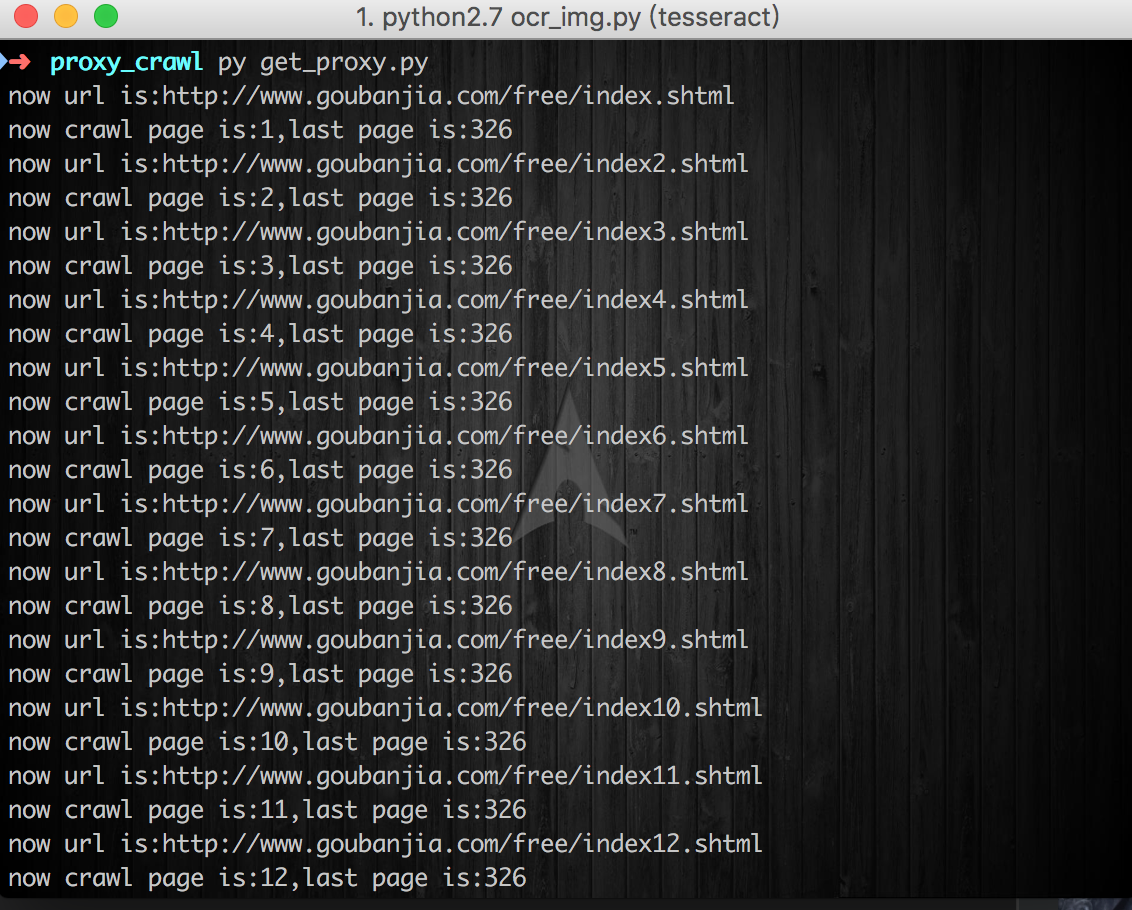 1. python2.7 ocr_img.py (tesseract)
➜ proxy_crawl py get_proxy.py
now url is:http://www.goubanjia.com/free/index.shtml
now crawl page is:1,last page is:326
now url is:http://www.goubanjia.com/free/index2.shtml
now crawl page is:2,last page is:326
now url is:http://www.goubanjia.com/free/index3.shtml
now crawl page is:3,last page is:326
now url is:http://www.goubanjia.com/free/index4.shtml
now crawl page is:4,last page is:326
now url is:http://www.goubanjia.com/free/index5.shtml
now crawl page is:5,last page is:326
now url is:http://www.goubanjia.com/free/index6.shtml
now crawl page is:6,last page is:326
now url is:http://www.goubanjia.com/free/index7.shtml
now crawl page is:7,last page is:326
now url is:http://www.goubanjia.com/free/index8.shtml
now crawl page is:8,last page is:326
now url is:http://www.goubanjia.com/free/index9.shtml
now crawl page is:9,last page is:326
now url is:http://www.goubanjia.com/free/index10.shtml
now crawl page is:10,last page is:326
now url is:http://www.goubanjia.com/free/index11.shtml
now crawl page is:11,last page is:326
now url is:http://www.goubanjia.com/free/index12.shtml
now crawl page is:12,last page is:326